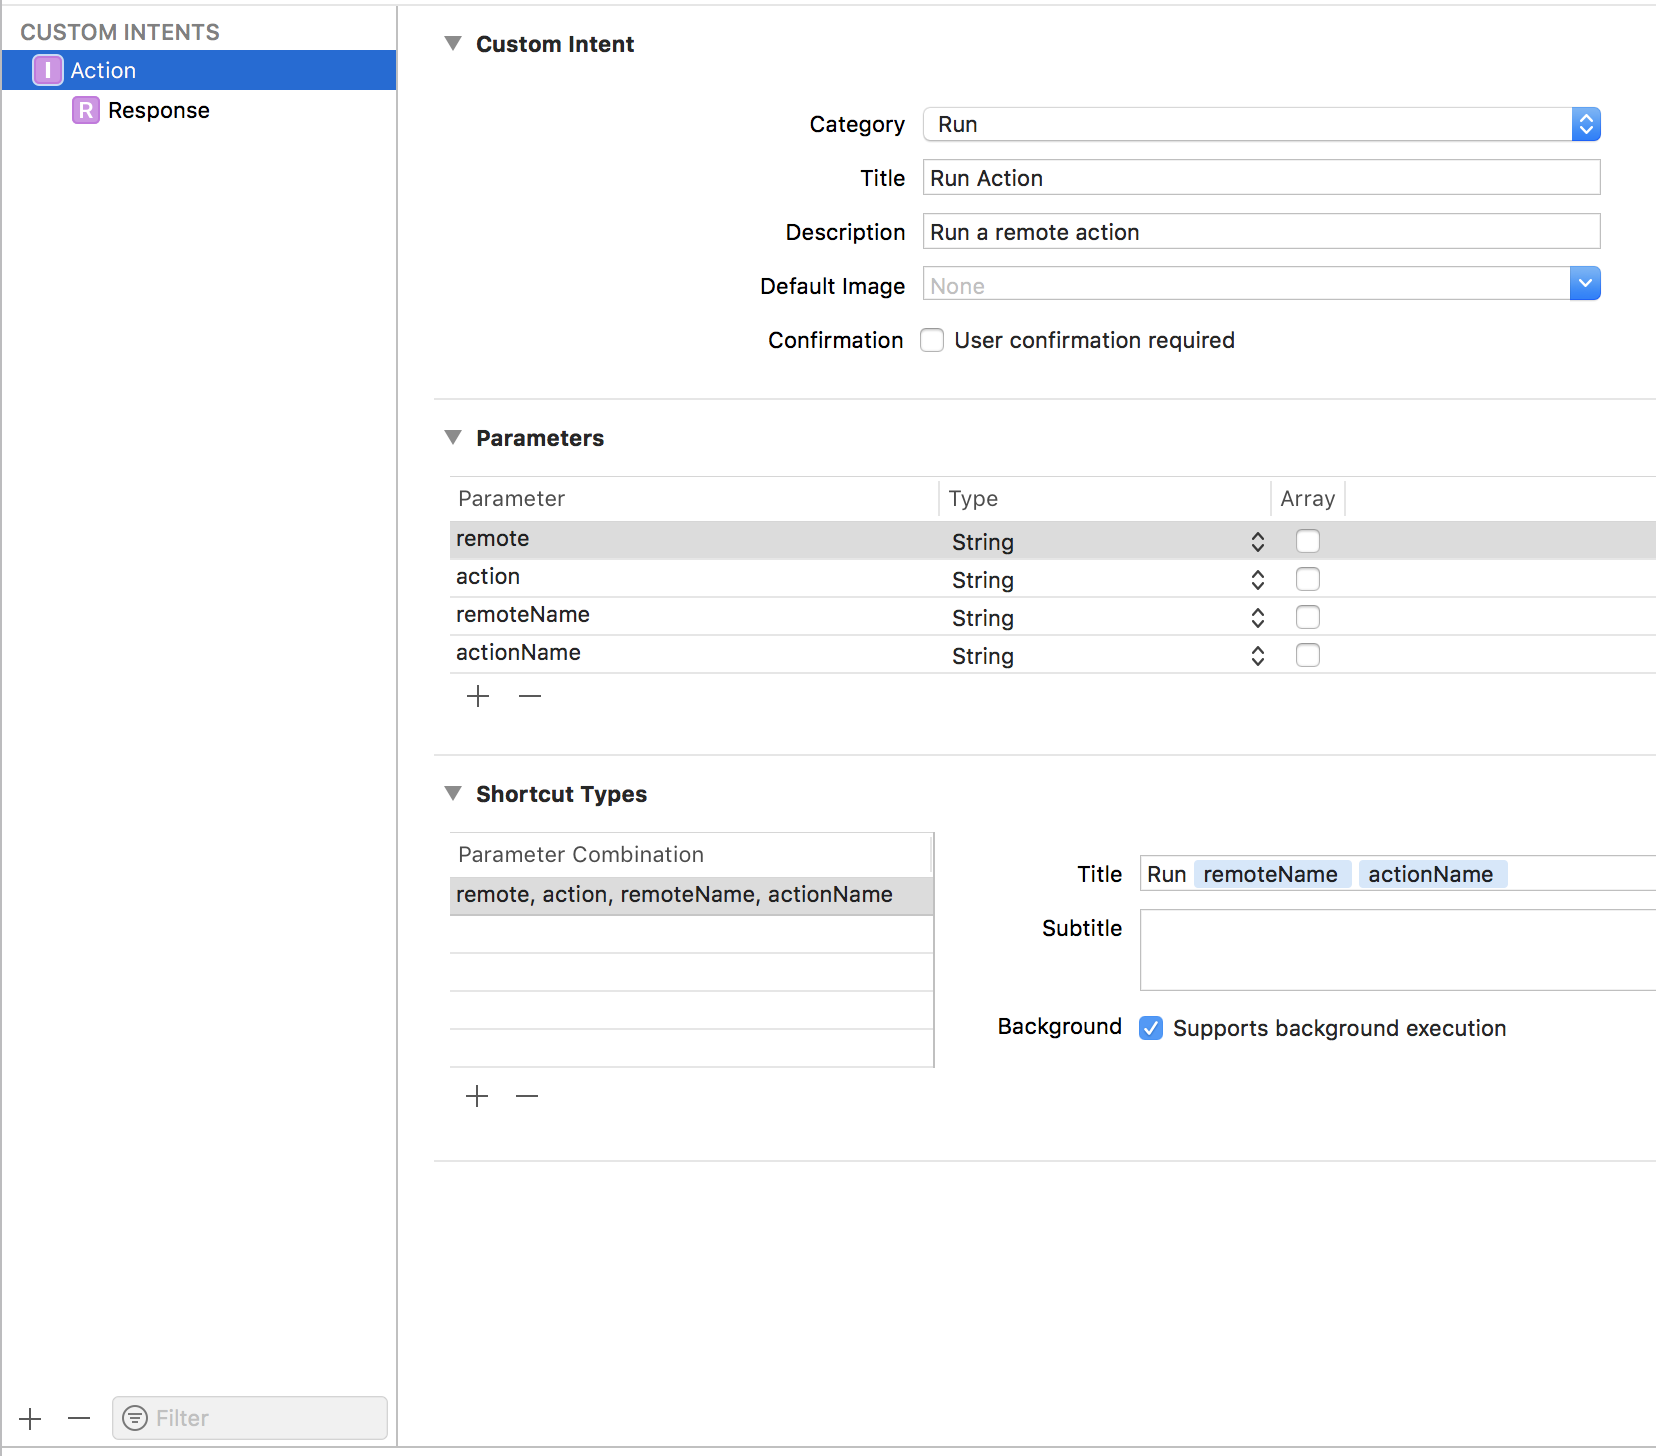 CUSTOM INTENTS
I Action
R Response
Filter
Custom Intent
Category Run
Title Run Action
Description Run a remote action
Default Image None
Confirmation User confirmation required
Parameters
Parameter Type Array
remote String
action String
remoteName String
actionName String
Shortcut Types
Parameter Combination
remote, action, remoteName, actionName
Title Run remoteName actionName
Subtitle
Background Supports background execution